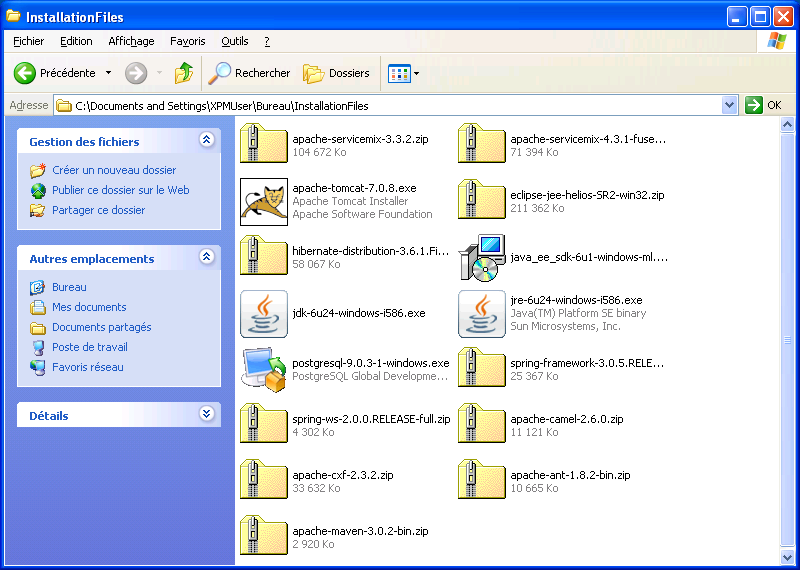 InstallationFiles
Fichier Edition Affichage Favoris Outils ?
Précédente Rechercher Dossiers
Adresse C:\Documents and Settings\XPMUser\Bureau\InstallationFiles OK
Gestion des fichiers
Créer un nouveau dossier
Publier ce dossier sur le Web
Partager ce dossier
Autres emplacements
Bureau
Mes documents
Documents partagés
Poste de travail
Favoris réseau
Détails
apache-servicemix-3.3.2.zip
104 672 Ko
apache-servicemix-4.3.1-fuse...
71 394 Ko
apache-tomcat-7.0.8.exe
Apache Tomcat Installer
Apache Software Foundation
eclipse-jee-helios-SR2-win32.zip
211 362 Ko
hibernate-distribution-3.6.1.Fi...
58 067 Ko
java_ee_sdk-6u1-windows-ml....
jdk-6u24-windows-i586.exe
jre-6u24-windows-i586.exe
Java(TM) Platform SE binary
Sun Microsystems, Inc.
postgresql-9.0.3-1-windows.exe
PostgreSQL Global Developme...
spring-framework-3.0.5.RELE...
25 367 Ko
spring-ws-2.0.0.RELEASE-full.zip
4 302 Ko
apache-camel-2.6.0.zip
11 121 Ko
apache-cxf-2.3.2.zip
33 632 Ko
apache-ant-1.8.2-bin.zip
10 665 Ko
apache-maven-3.0.2-bin.zip
2 920 Ko